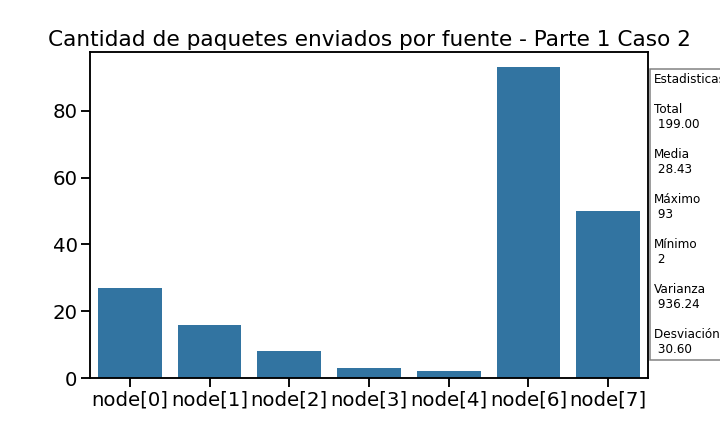 Cantidad de paquetes enviados por fuente - Parte 1 Caso 2
80
60
40
20
0
node[0] node[1] node[2] node[3] node[4] node[6] node[7]
Estadisticas
Total
199.00
Media
28.43
Máximo
93
Mínimo
2
Varianza
936.24
Desviación
30.60